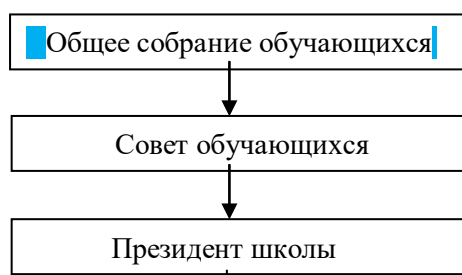 Общее собрание обучающихся
Совет обучающихся
Президент школы